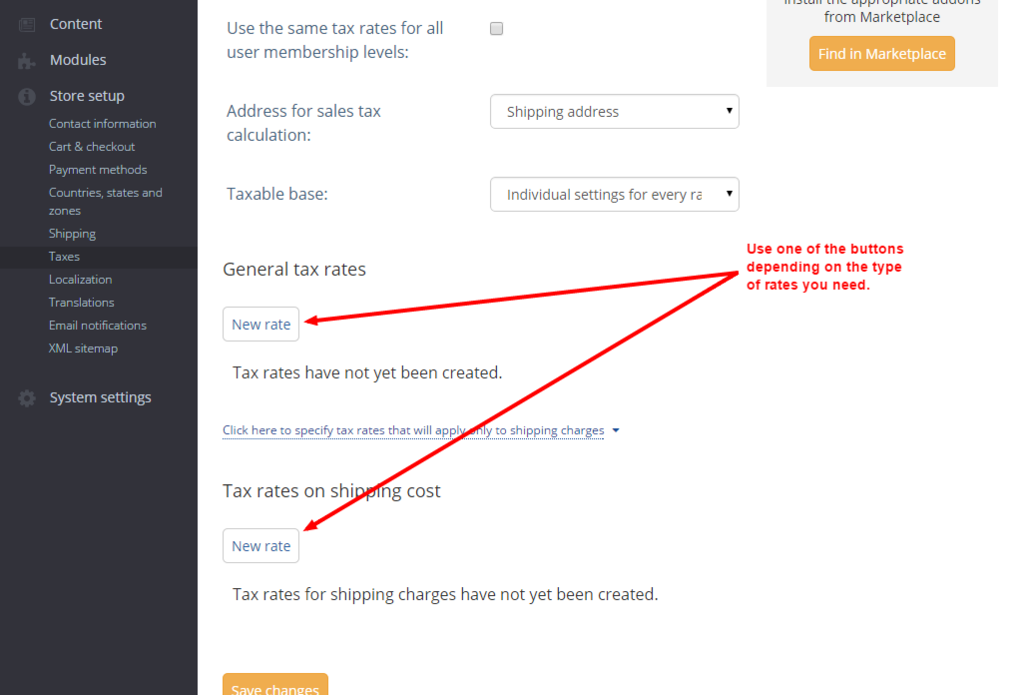 Content
Modules
Store setup
Contact information
Cart & checkout
Payment methods
Countries, states and
zones
Shipping
Taxes
Localization
Translations
Email notifications
XML sitemap
System settings
Use the same tax rates for all
user membership levels:
Address for sales tax
calculation:
Shipping address
Taxable base:
Individual settings for every ra
General tax rates
New rate
Tax rates have not yet been created.
Click here to specify tax rates that will apply only to shipping charges
Tax rates on shipping cost
New rate
Tax rates for shipping charges have not yet been created.
Save changes
Install the appropriate addons
from Marketplace
Find in Marketplace
Use one of the buttons
depending on the type
of rates you need.